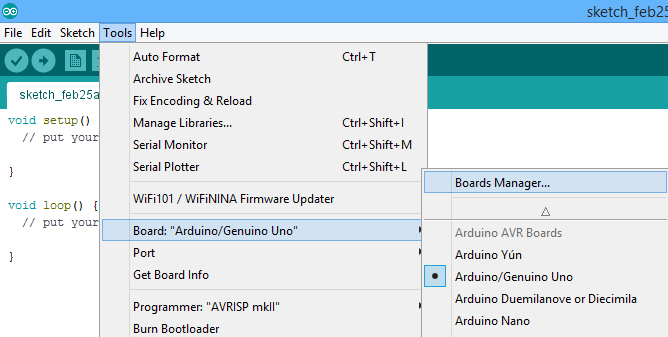 sketch_feb25
File Edit Sketch Tools Help
sketch_feb25a
void setup()
// put your
}
void loop() {
// put your
}
Auto Format Ctrl+T
Archive Sketch
Fix Encoding & Reload
Manage Libraries... Ctrl+Shift+I
Serial Monitor Ctrl+Shift+M
Serial Plotter Ctrl+Shift+L
WiFi101 / WiFiNINA Firmware Updater
Board: "Arduino/Genuino Uno"
Port
Get Board Info
Programmer: "AVRISP mkII"
Burn Bootloader
Boards Manager...
Arduino AVR Boards
Arduino Yún
Arduino/Genuino Uno
Arduino Duemilanove or Diecimila
Arduino Nano